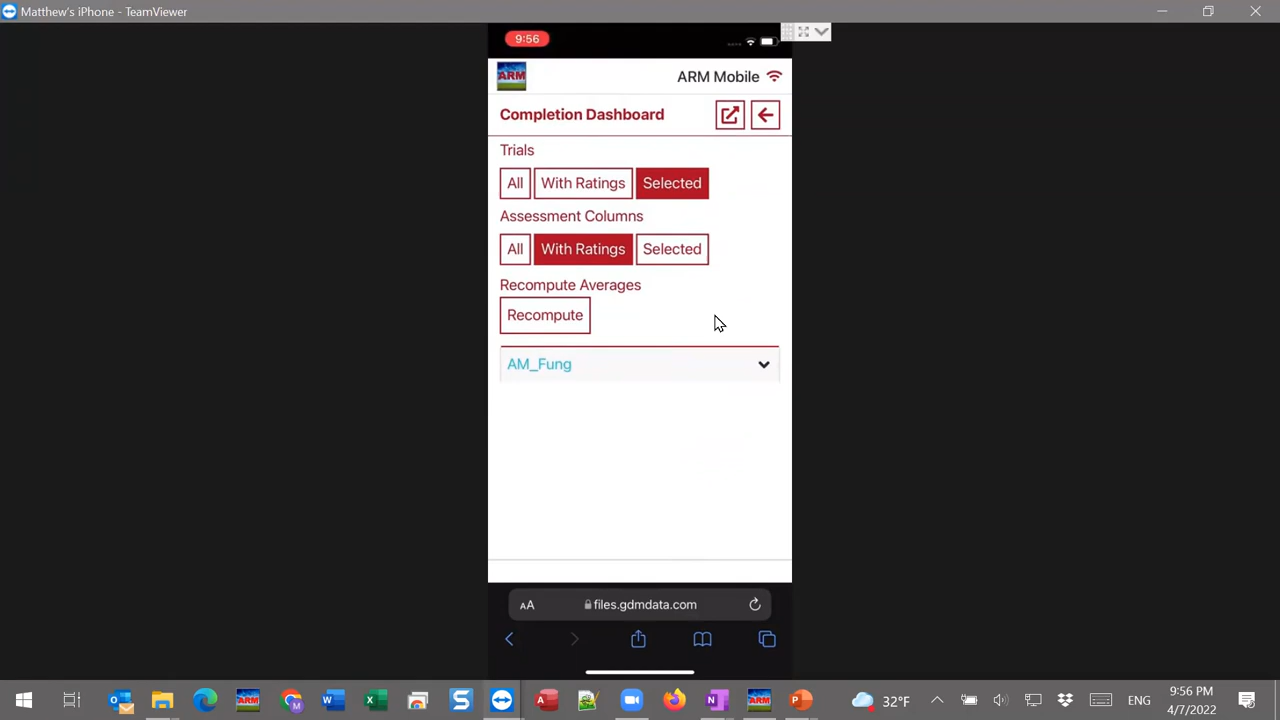 Matthew's iPhone - TeamViewer
9:56
ARM
ARM Mobile
Completion Dashboard
Trials
All With Ratings Selected
Assessment Columns
All With Ratings Selected
Recompute Averages
Recompute
AM_Fung
AA files.gdmdata.com
32°F ENG 9:56 PM
4/7/2022